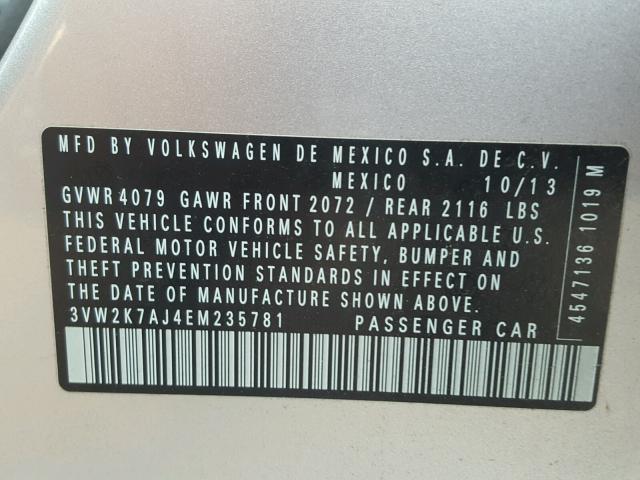 MFD BY VOLKSWAGEN DE MEXICO S.A. DE C.V.
MEXICO 10/13
GVWR 4079 GAWR FRONT 2072 / REAR 2116 LBS
THIS VEHICLE CONFORMS TO ALL APPLICABLE U.S.
FEDERAL MOTOR VEHICLE SAFETY, BUMPER AND
THEFT PREVENTION STANDARDS IN EFFECT ON
DATE OF MANUFACTURE SHOWN ABOVE.
3VW2K7AJ4EM235781 PASSENGER CAR
4547136 1019 M